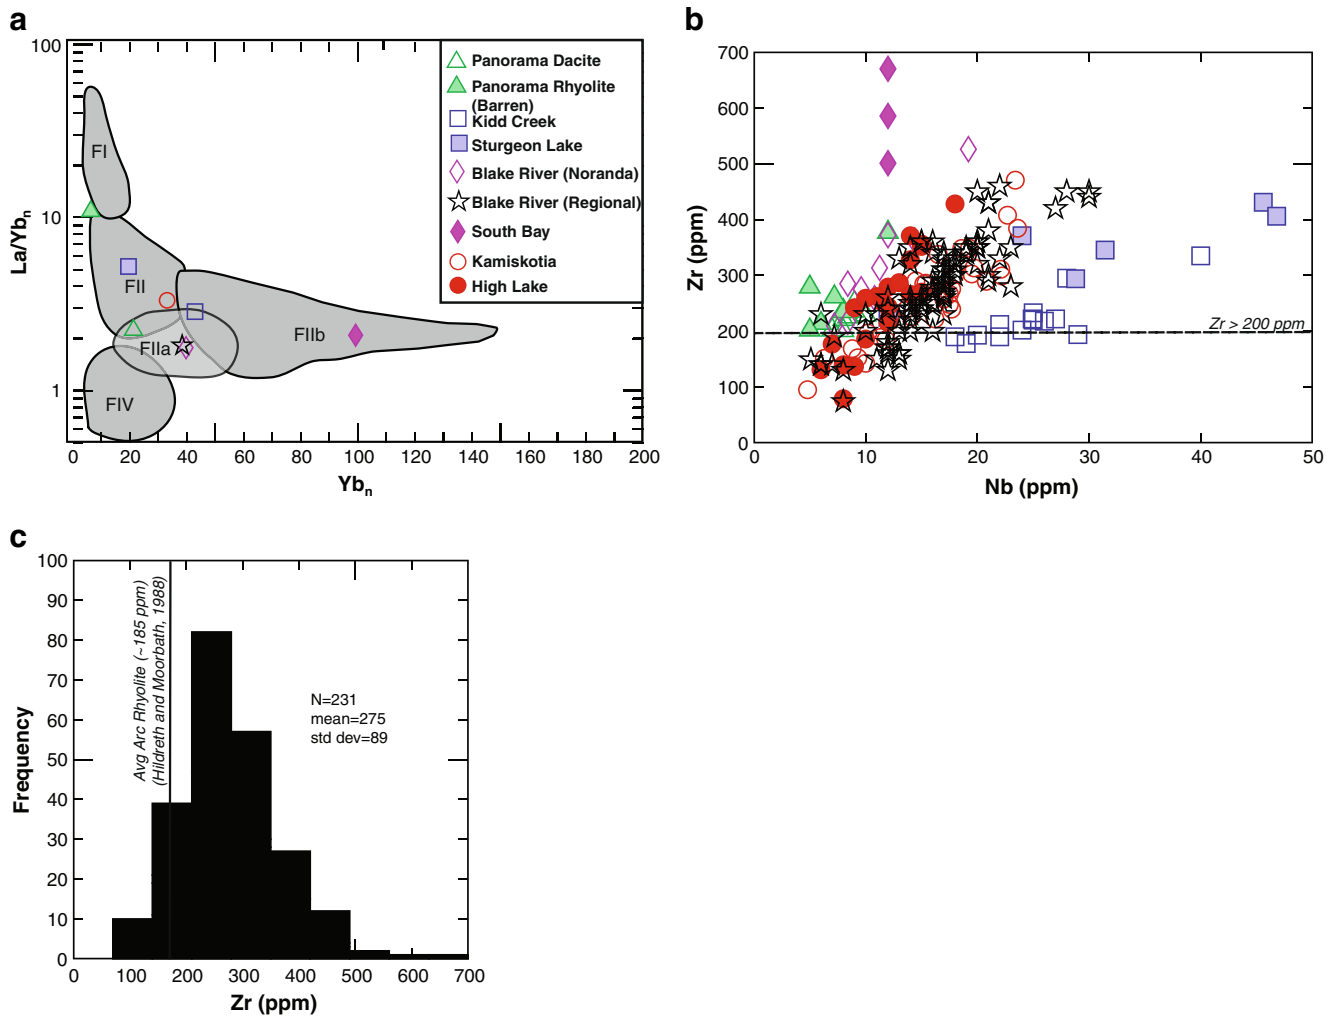 a
100
10
1
La/Ybn
FI
FII
FIIa
FIIb
FIV
Panorama Dacite
Panorama Rhyolite
(Barren)
Kidd Creek
Sturgeon Lake
Blake River (Noranda)
Blake River (Regional)
South Bay
Kamiskotia
High Lake
0 20 40 60 80 100 120 140 160 180 200
Ybn
b
700
600
500
400
300
200
100
0
Zr (ppm)
Zr > 200 ppm
0 10 20 30 40 50
Nb (ppm)
c
100
90
80
70
60
50
40
30
20
10
0
Frequency
Avg Arc Rhyolite (~185 ppm)
(Hildreth and Moorbath, 1988)
N=231
mean=275
std dev=89
0 100 200 300 400 500 600 700
Zr (ppm)